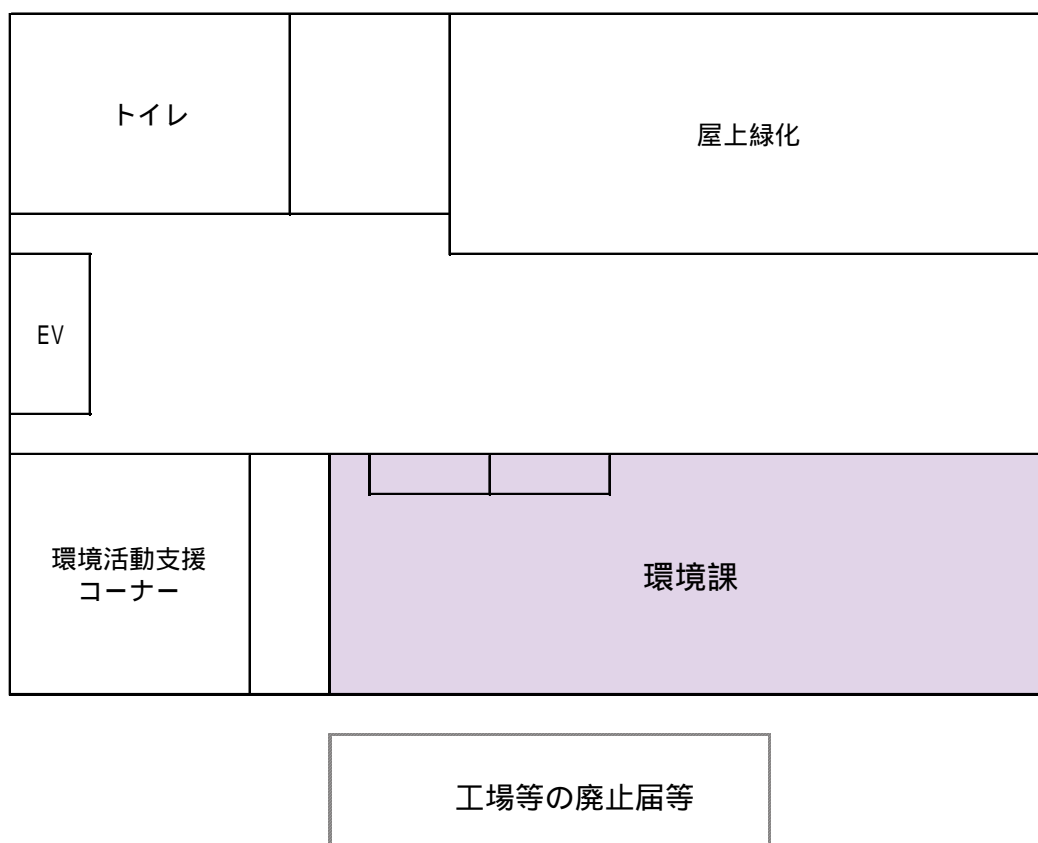 トイレ
屋上緑化
EV
環境活動支援
コーナー
環境課
工場等の廃止届等